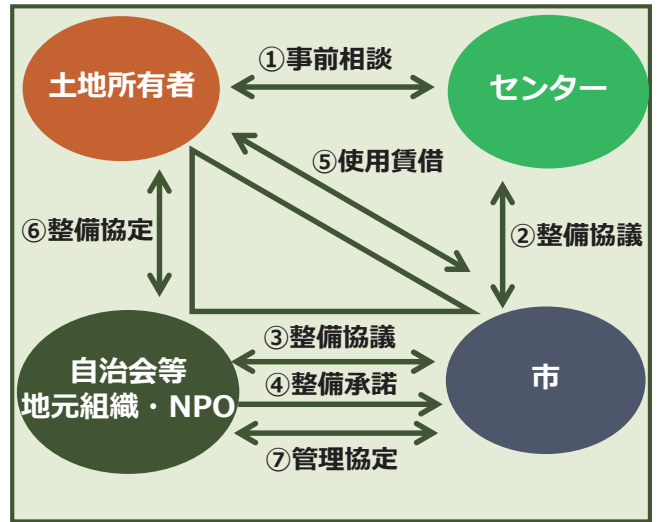 ①事前相談
土地所有者
センター
⑤使用賃借
⑥整備協定
②整備協議
③整備協議
自治会等
地元組織・NPO
市
④整備承諾
⑦管理協定